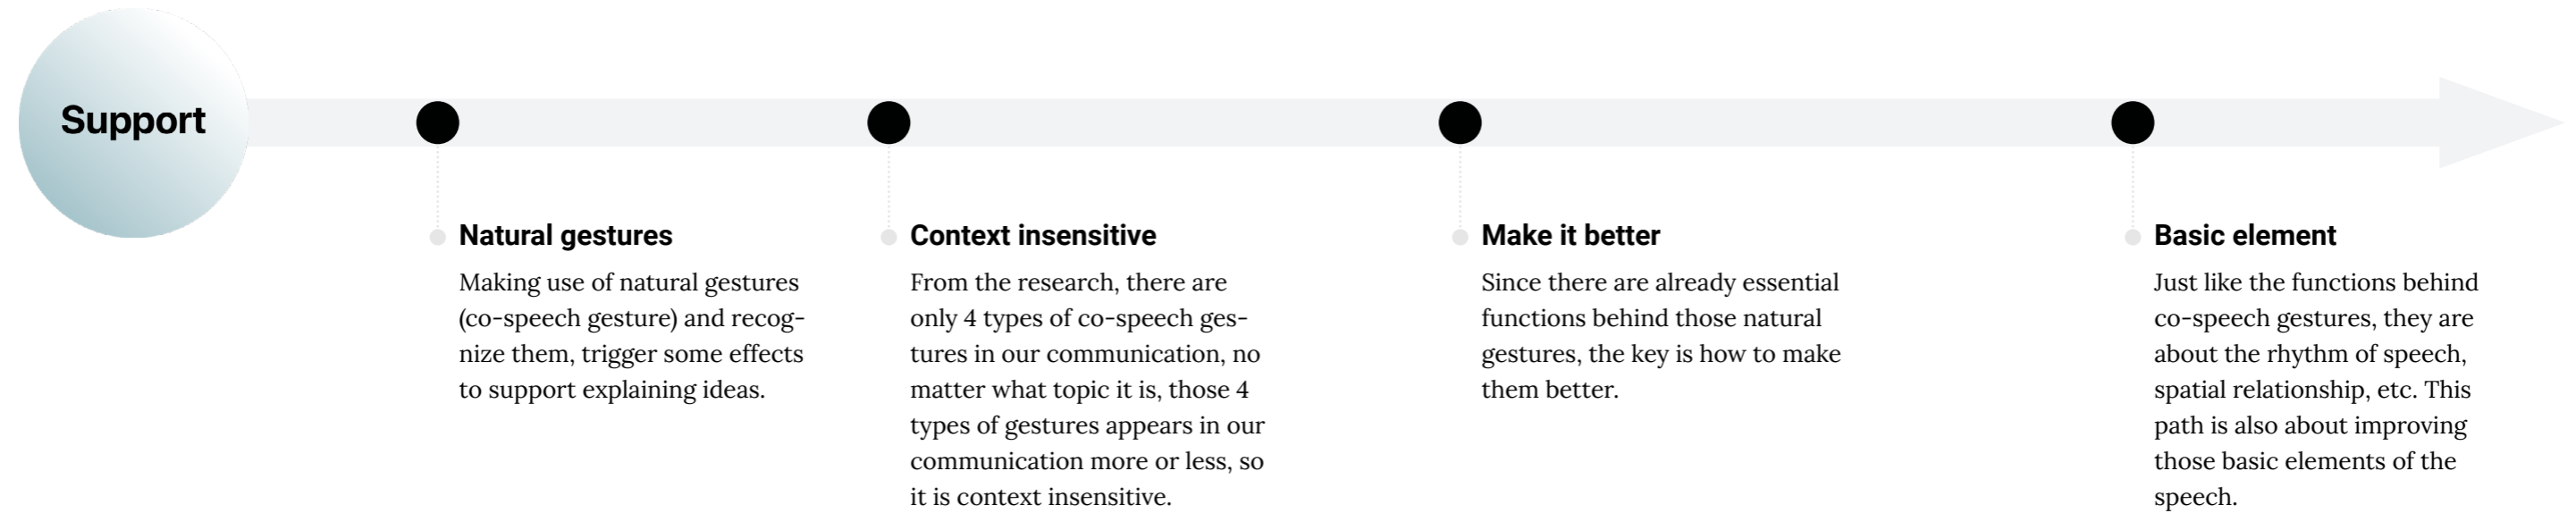 Support
Natural gestures
Making use of natural gestures
(co-speech gesture) and recog-
nize them, trigger some effects
to support explaining ideas.
Context insensitive
From the research, there are
only 4 types of co-speech ges-
tures in our communication, no
matter what topic it is, those 4
types of gestures appears in our
communication more or less, so
it is context insensitive.
Make it better
Since there are already essential
functions behind those natural
gestures, the key is how to make
them better.
Basic element
Just like the functions behind
co-speech gestures, they are
about the rhythm of speech,
spatial relationship, etc. This
path is also about improving
those basic elements of the
speech.